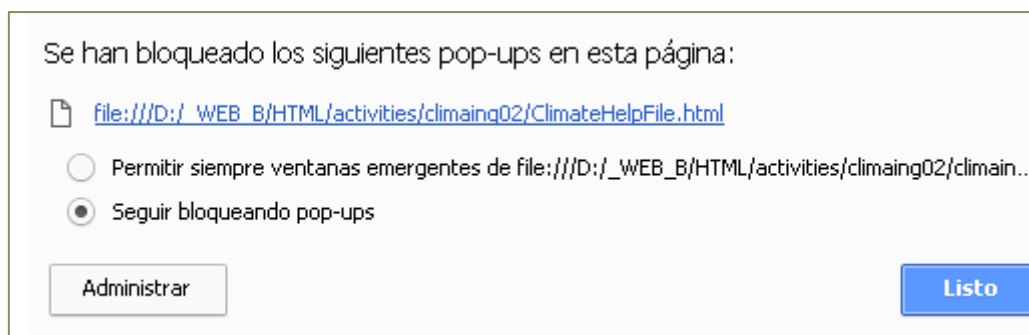 Se han bloqueado los siguientes pop-ups en esta página:
file:///D:/_WEB_B/HTML/activities/climaing02/ClimateHelpFile.html
Permitir siempre ventanas emergentes de file:///D:/_WEB_B/HTML/activities/climaing02/climain...
Seguir bloqueando pop-ups
Administrar
Listo